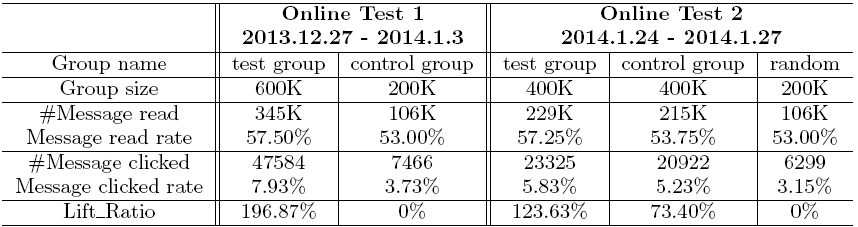 Online Test 1 Online Test 2
2013.12.27 - 2014.1.3 2014.1.24 - 2014.1.27
Group name test group control group test group control group random
Group size 600K 200K 400K 400K 200K
#Message read 345K 106K 229K 215K 106K
Message read rate 57.50% 53.00% 57.25% 53.75% 53.00%
#Message clicked 47584 7466 23325 20922 6299
Message clicked rate 7.93% 3.73% 5.83% 5.23% 3.15%
Lift_Ratio 196.87% 0% 123.63% 73.40% 0%